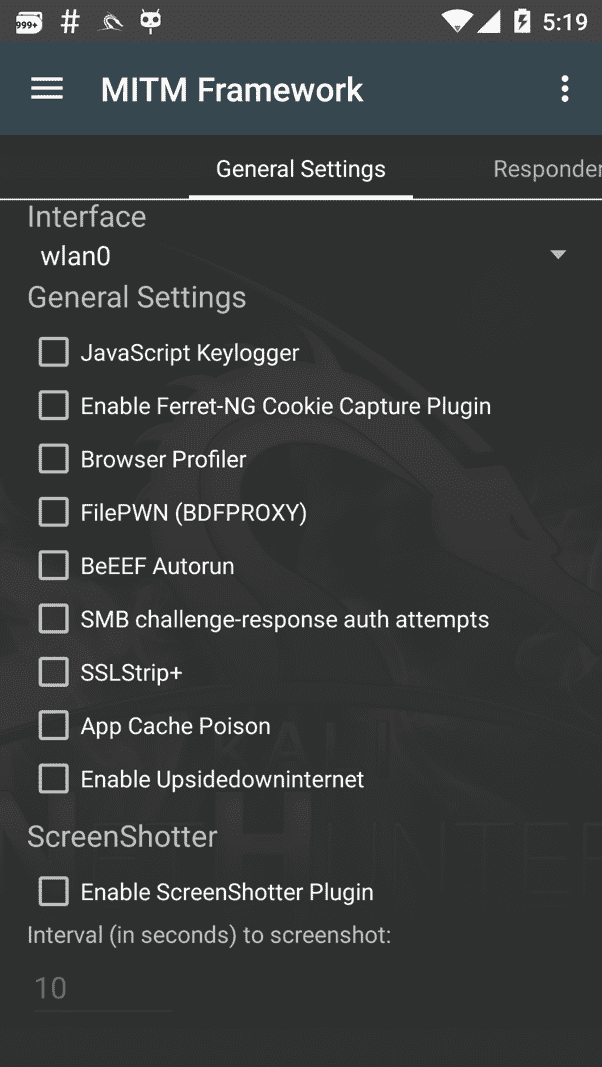 999+ # 5:19
MITM Framework
General Settings Responder
Interface
wlan0
General Settings
JavaScript Keylogger
Enable Ferret-NG Cookie Capture Plugin
Browser Profiler
FilePWN (BDFPROXY)
BeEEF Autorun
SMB challenge-response auth attempts
SSLStrip+
App Cache Poison
KALI
Enable Upsidedowninternet
NETHUNTER
ScreenShotter
Enable ScreenShotter Plugin
Interval (in seconds) to screenshot:
10